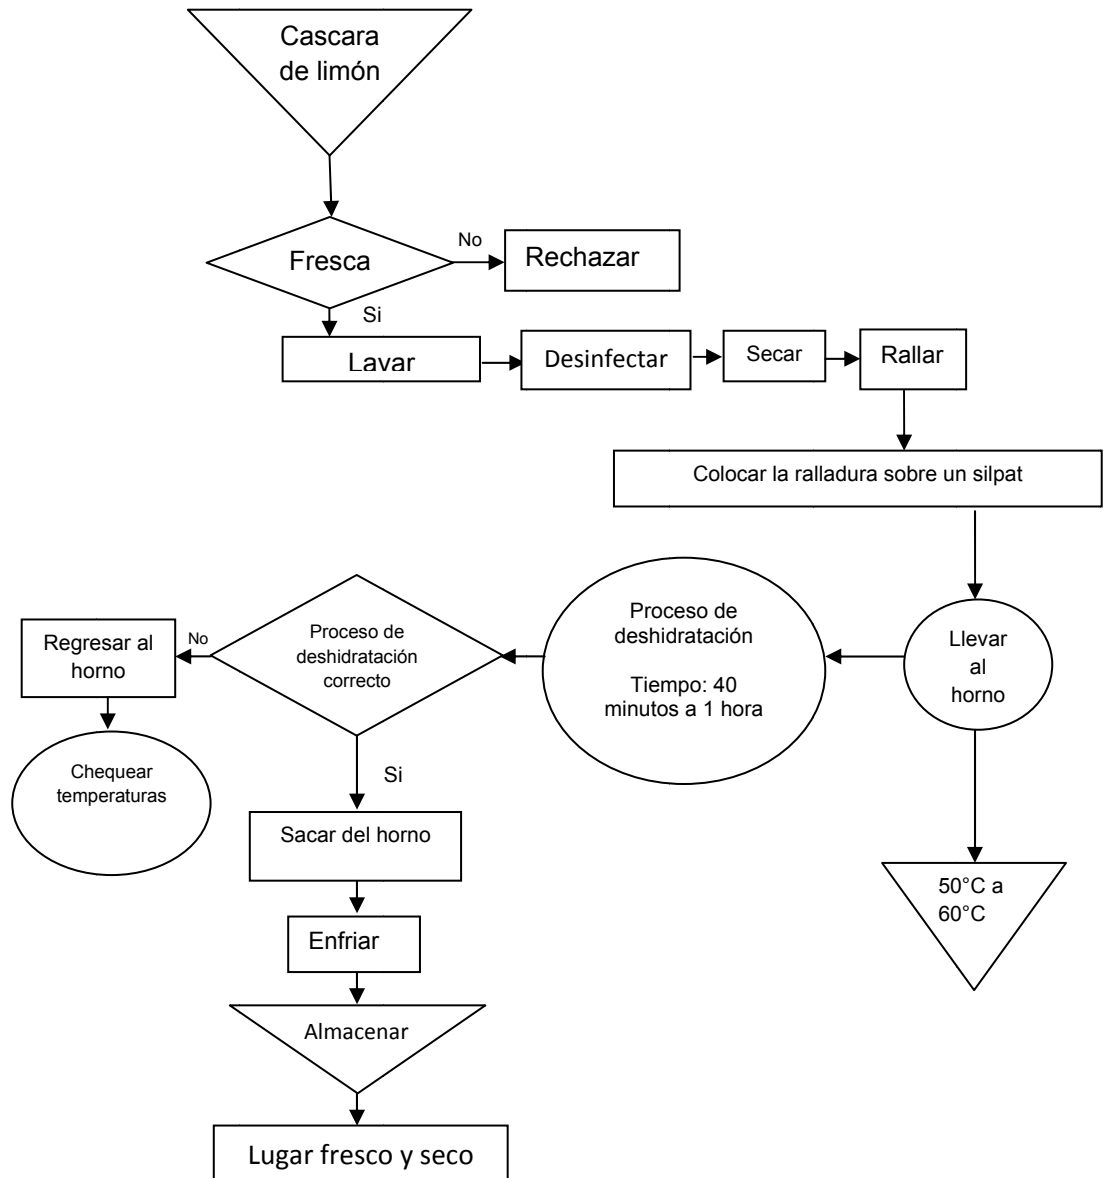 Cascara
de limón
Fresca
No
Rechazar
Si
Lavar
Desinfectar
Secar
Rallar
Colocar la ralladura sobre un silpat
Llevar
al
horno
50°C a
60°C
Proceso de
deshidratación
Tiempo: 40
minutos a 1 hora
Proceso de
deshidratación
correcto
No
Regresar al
horno
Chequear
temperaturas
Si
Sacar del horno
Enfriar
Almacenar
Lugar fresco y seco